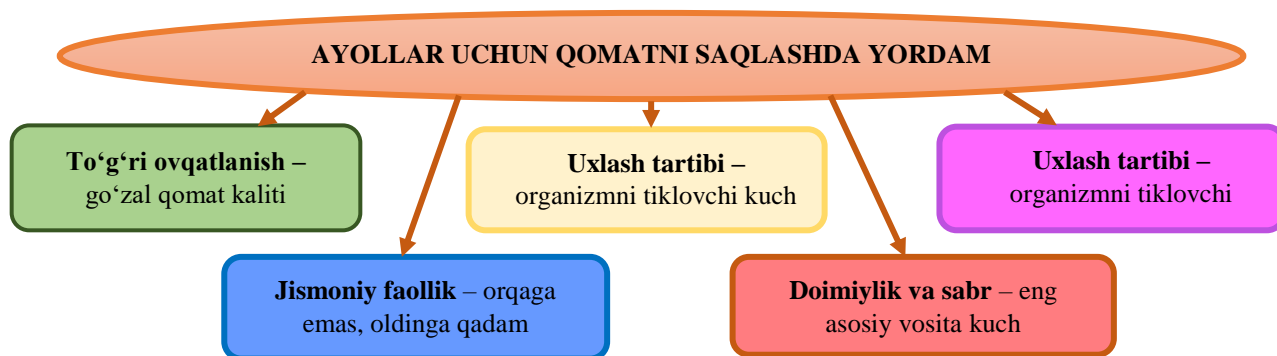 AYOLLAR UCHUN QOMATNI SAQLASHDA YORDAM
To‘g‘ri ovqatlanish –
go‘zal qomat kaliti
Uxlash tartibi –
organizmni tiklovchi kuch
Uxlash tartibi –
organizmni tiklovchi
Jismoniy faollik – orqaga
emas, oldinga qadam
Doimiylik va sabr – eng
asosiy vosita kuch